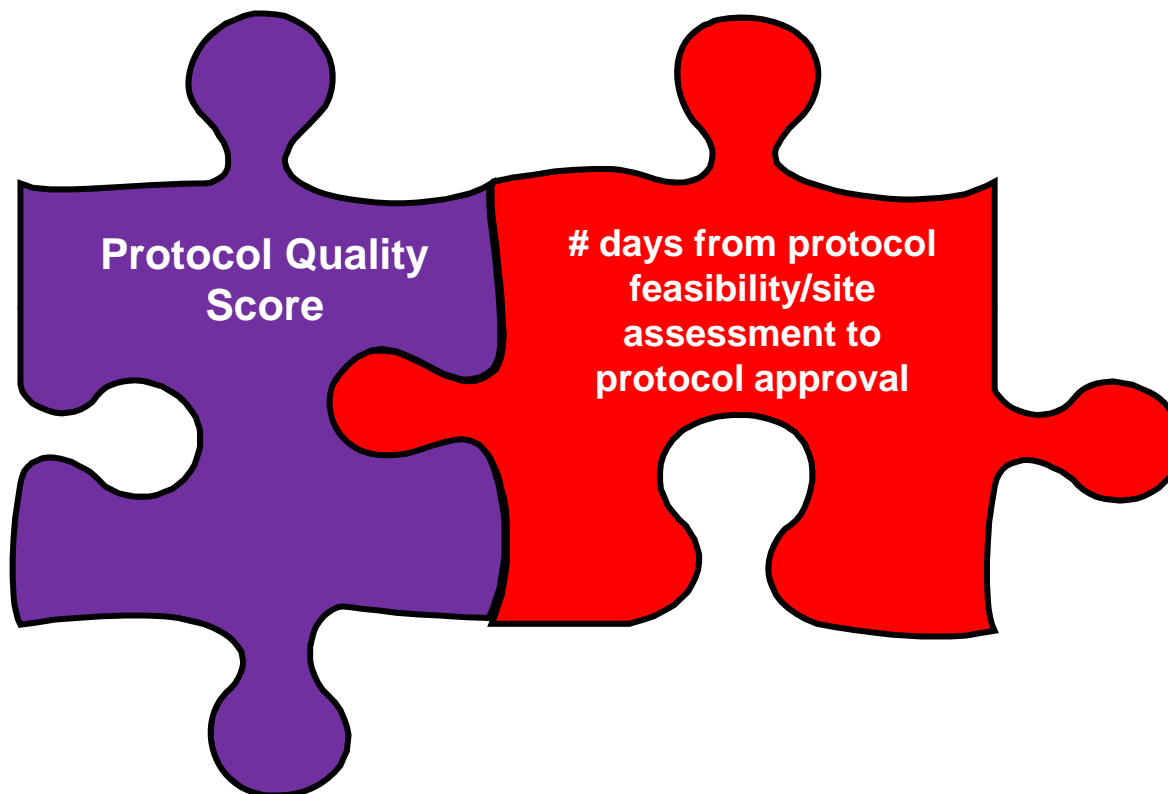 Protocol Quality
Score
# days from protocol
feasibility/site
assessment to
protocol approval